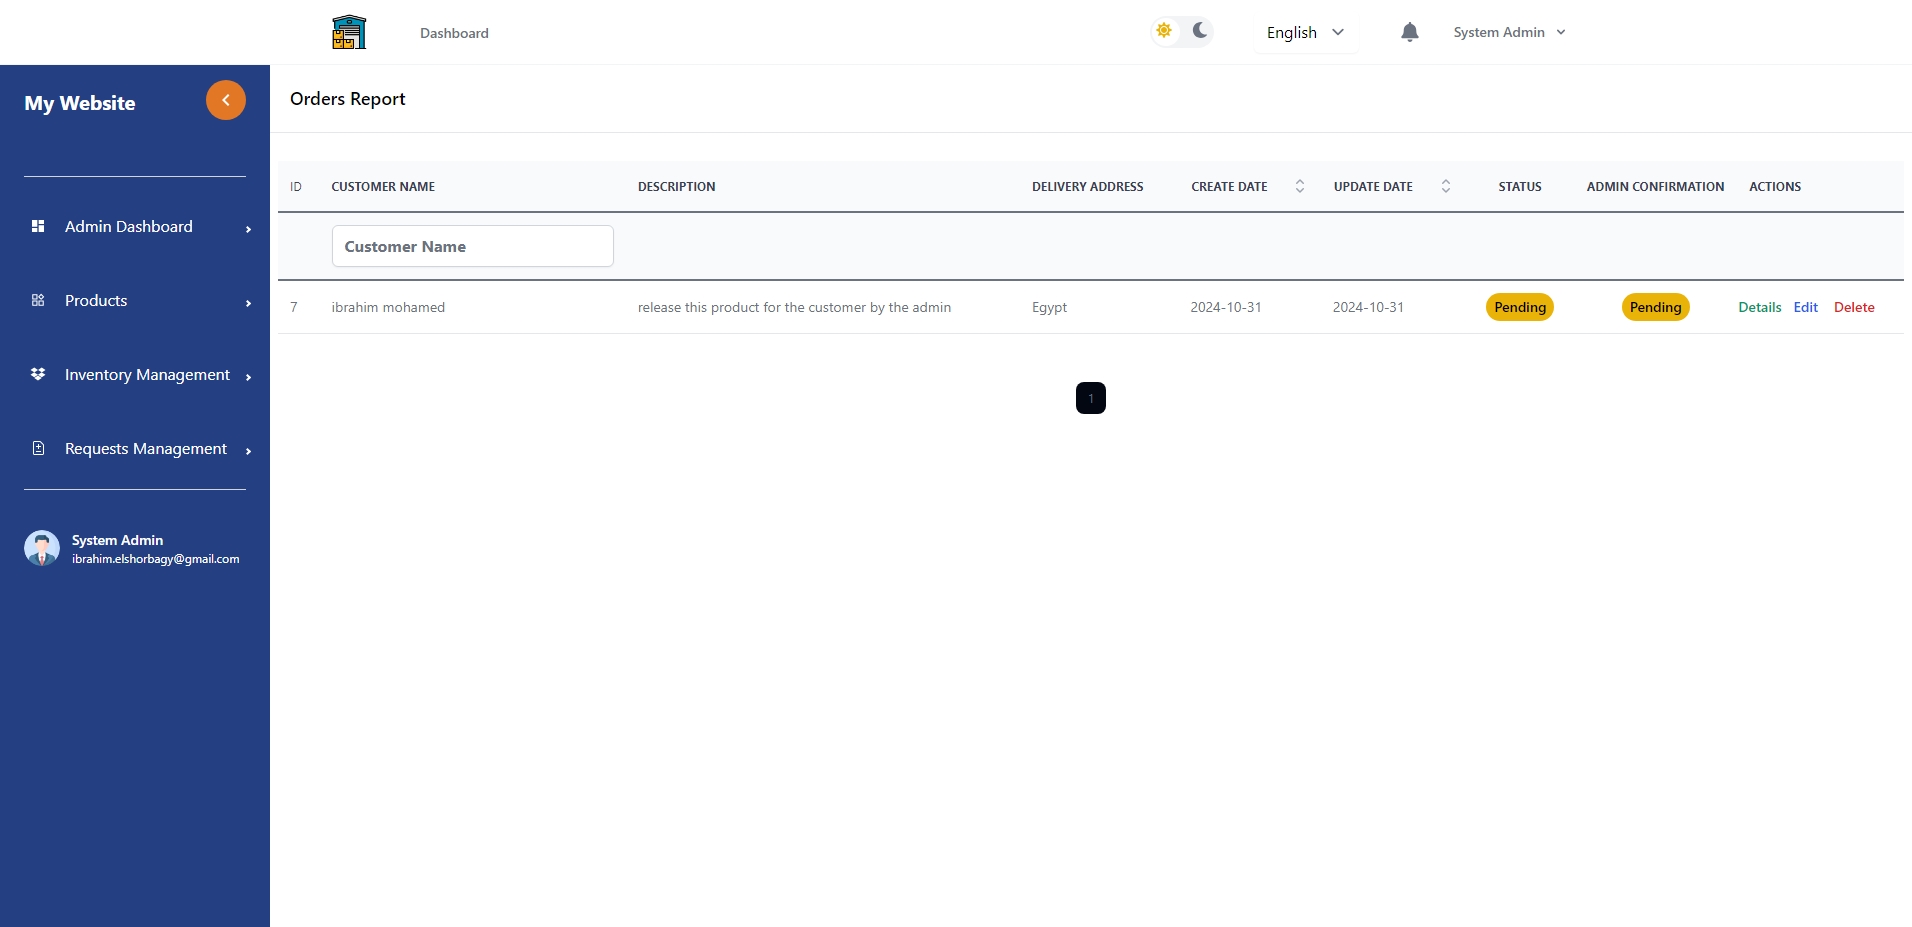 Dashboard
English
System Admin
My Website
Admin Dashboard
Products
Inventory Management
Requests Management
System Admin
ibrahim.elshorbagy@gmail.com
Orders Report
ID CUSTOMER NAME DESCRIPTION DELIVERY ADDRESS CREATE DATE UPDATE DATE STATUS ADMIN CONFIRMATION ACTIONS
Customer Name
7 ibrahim mohamed release this product for the customer by the admin Egypt 2024-10-31 2024-10-31 Pending Pending Details Edit Delete
1